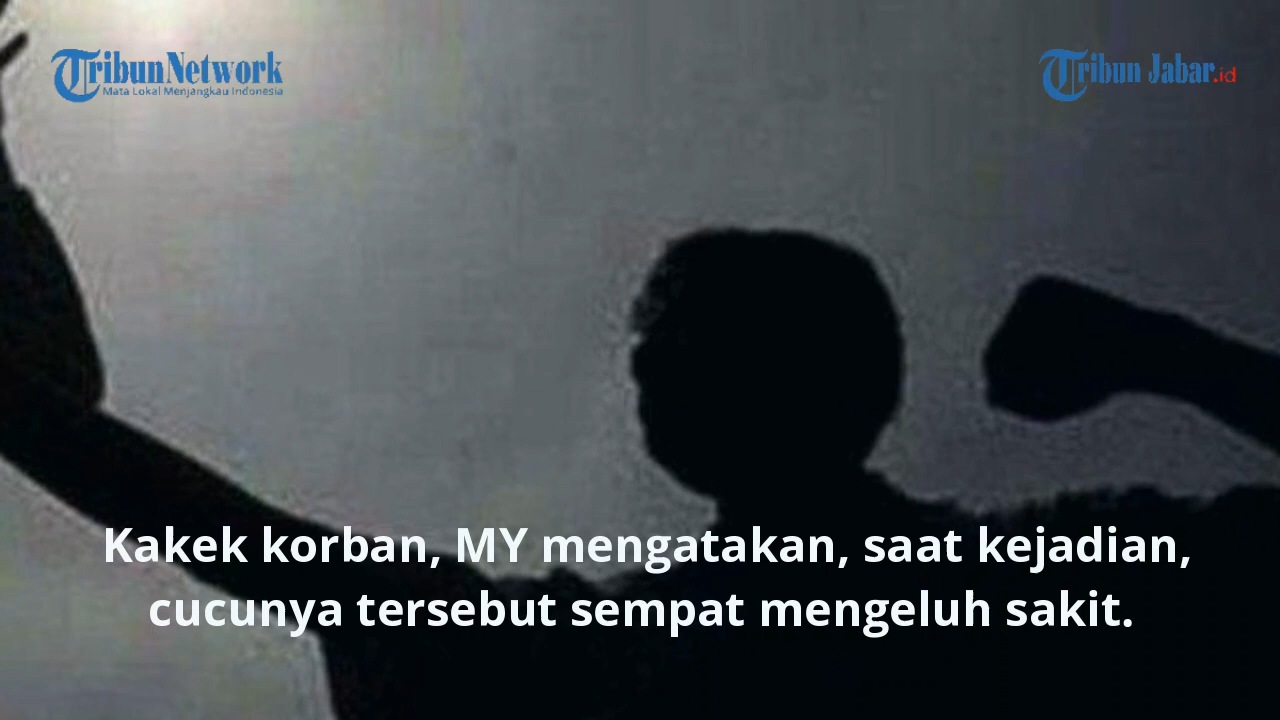 TribunNetwork
Mata Lokal Menjangkau Indonesia
Tribun Jabar.id
Kakek korban, MY mengatakan, saat kejadian,
cucunya tersebut sempat mengeluh sakit.